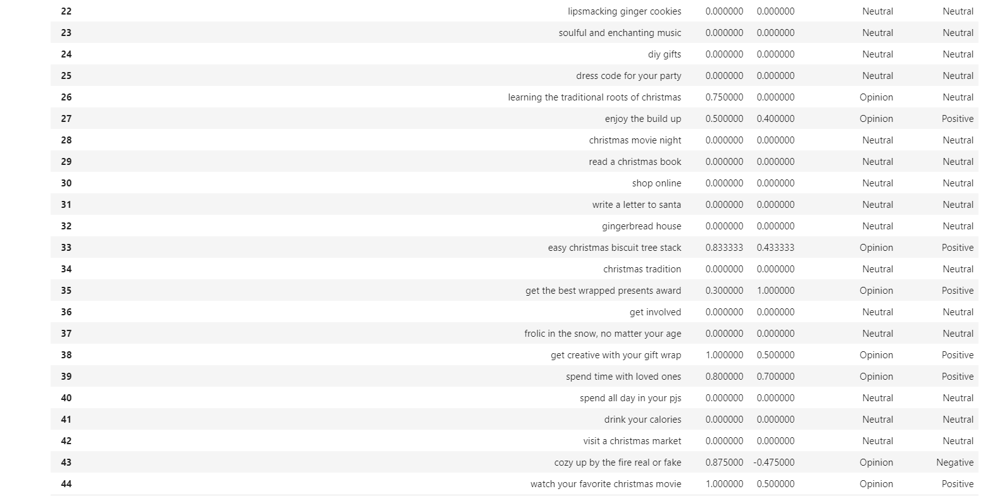 22 lipsmacking ginger cookies 0.000000 0.000000 Neutral Neutral
23 soulful and enchanting music 0.000000 0.000000 Neutral Neutral
24 diy gifts 0.000000 0.000000 Neutral Neutral
25 dress code for your party 0.000000 0.000000 Neutral Neutral
26 learning the traditional roots of christmas 0.750000 0.000000 Opinion Neutral
27 enjoy the build up 0.500000 0.400000 Opinion Positive
28 christmas movie night 0.000000 0.000000 Neutral Neutral
29 read a christmas book 0.000000 0.000000 Neutral Neutral
30 shop online 0.000000 0.000000 Neutral Neutral
31 write a letter to santa 0.000000 0.000000 Neutral Neutral
32 gingerbread house 0.000000 0.000000 Neutral Neutral
33 easy christmas biscuit tree stack 0.833333 0.433333 Opinion Positive
34 christmas tradition 0.000000 0.000000 Neutral Neutral
35 get the best wrapped presents award 0.300000 1.000000 Opinion Positive
36 get involved 0.000000 0.000000 Neutral Neutral
37 frolic in the snow, no matter your age 0.000000 0.000000 Neutral Neutral
38 get creative with your gift wrap 1.000000 0.500000 Opinion Positive
39 spend time with loved ones 0.800000 0.700000 Opinion Positive
40 spend all day in your pjs 0.000000 0.000000 Neutral Neutral
41 drink your calories 0.000000 0.000000 Neutral Neutral
42 visit a christmas market 0.000000 0.000000 Neutral Neutral
43 cozy up by the fire real or fake 0.875000 -0.475000 Opinion Negative
44 watch your favorite christmas movie 1.000000 0.500000 Opinion Positive